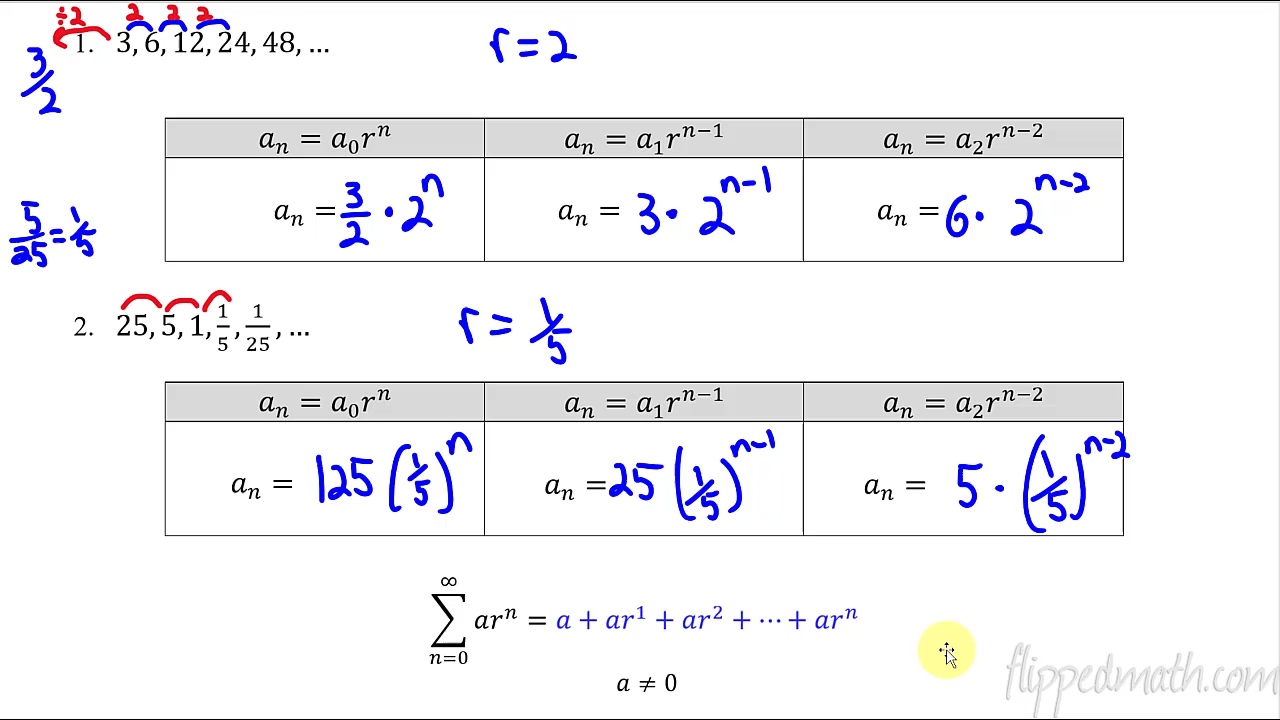 ÷2 2 2 2
1. 3, 6, 12, 24, 48, … r = 2
3/2
aₙ = a₀rⁿ aₙ = a₁rⁿ⁻¹ aₙ = a₂rⁿ⁻²
aₙ = 3/2 · 2ⁿ aₙ = 3 · 2ⁿ⁻¹ aₙ = 6 · 2ⁿ⁻²
5/25 = 1/5
2. 25, 5, 1, 1/5, 1/25, … r = 1/5
aₙ = a₀rⁿ aₙ = a₁rⁿ⁻¹ aₙ = a₂rⁿ⁻²
aₙ = 125 (1/5)ⁿ aₙ = 25 (1/5)ⁿ⁻¹ aₙ = 5 · (1/5)ⁿ⁻²
∞
∑ arⁿ = a + ar¹ + ar² + ⋯ + arⁿ
n=0
a ≠ 0
flippedmath.com